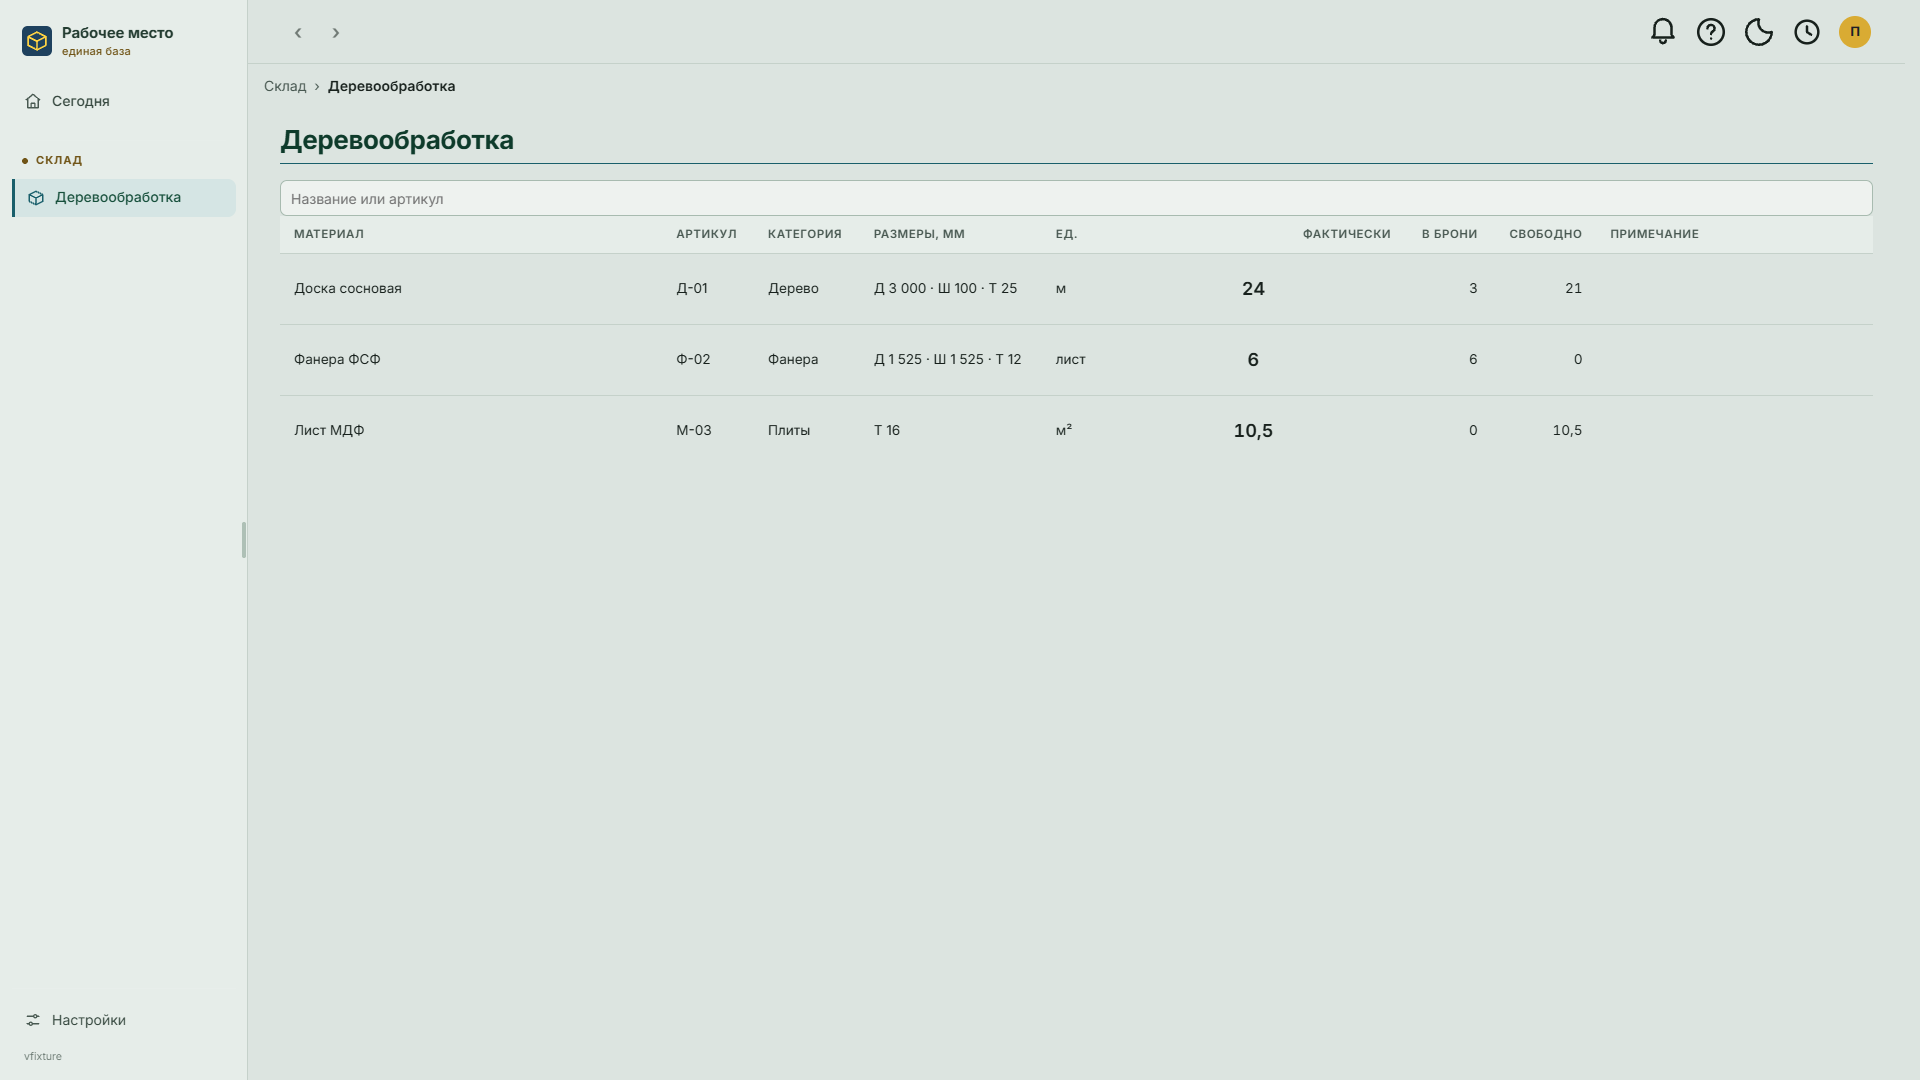 Рабочее место
единая база
Сегодня
СКЛАД
Деревообработка
Настройки
vfixture
П
Склад › Деревообработка
Деревообработка
Название или артикул
МАТЕРИАЛ АРТИКУЛ КАТЕГОРИЯ РАЗМЕРЫ, ММ ЕД. ФАКТИЧЕСКИ В БРОНИ СВОБОДНО ПРИМЕЧАНИЕ
Доска сосновая Д-01 Дерево Д 3 000 · Ш 100 · Т 25 м 24 3 21
Фанера ФСФ Ф-02 Фанера Д 1 525 · Ш 1 525 · Т 12 лист 6 6 0
Лист МДФ М-03 Плиты Т 16 м² 10,5 0 10,5